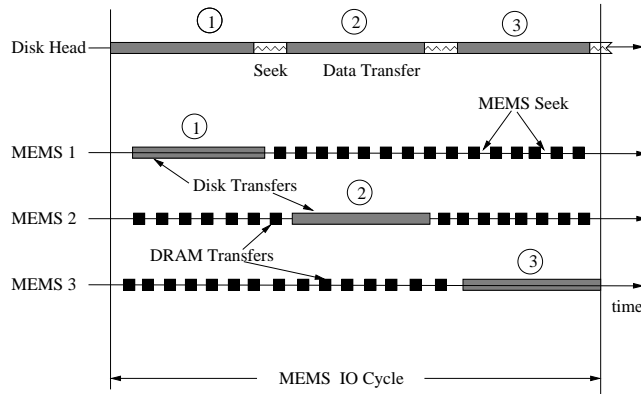 1 2 3
Disk Head
Seek Data Transfer
MEMS Seek
1
MEMS 1
Disk Transfers
2
MEMS 2
DRAM Transfers
3
MEMS 3
time
MEMS IO Cycle